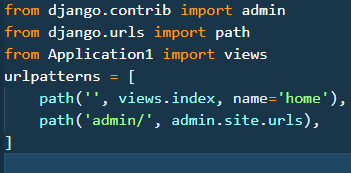 from django.contrib import admin
from django.urls import path
from Application1 import views
urlpatterns = [
    path('', views.index, name='home'),
    path('admin/', admin.site.urls),
]